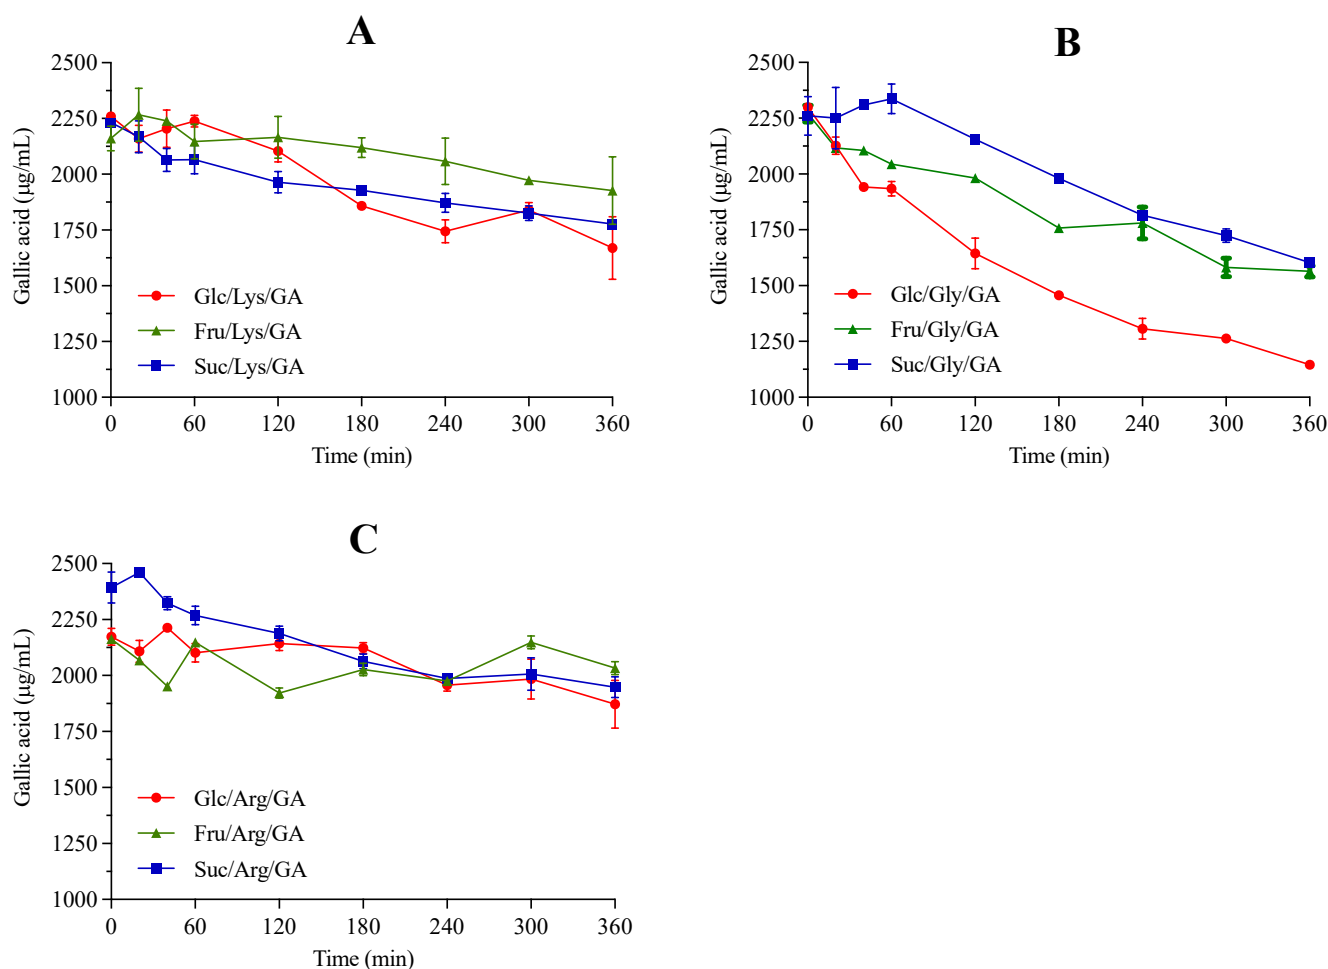 A
2500
2250
2000
1750
1500
1250
1000
Gallic acid (µg/mL)
Glc/Lys/GA
Fru/Lys/GA
Suc/Lys/GA
0 60 120 180 240 300 360
Time (min)
B
2500
2250
2000
1750
1500
1250
1000
Gallic acid (µg/mL)
Glc/Gly/GA
Fru/Gly/GA
Suc/Gly/GA
0 60 120 180 240 300 360
Time (min)
C
2500
2250
2000
1750
1500
1250
1000
Gallic acid (µg/mL)
Glc/Arg/GA
Fru/Arg/GA
Suc/Arg/GA
0 60 120 180 240 300 360
Time (min)